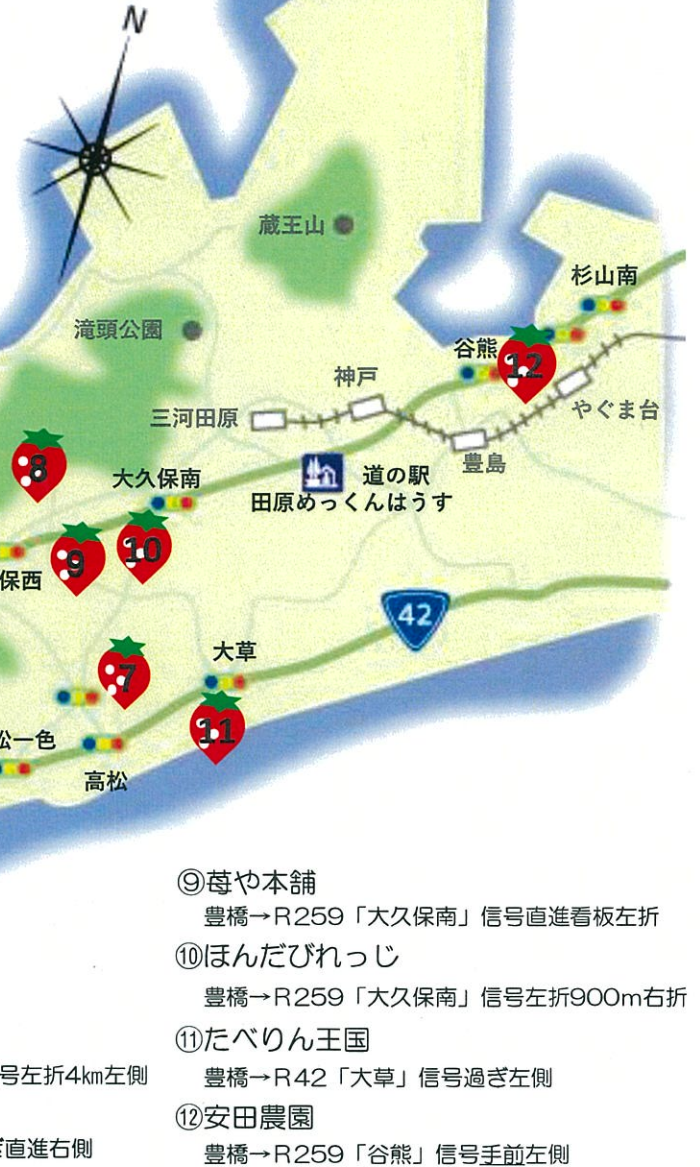 N
蔵王山
杉山南
滝頭公園
谷熊
12
神戸
やぐま台
三河田原
豊島
8
大久保南
道の駅
田原めっくんはうす
10
9
保西
42
大草
7
11
松一色
高松
⑨苺や本舗
豊橋→R259「大久保南」信号直進看板左折
⑩ほんだびれっじ
豊橋→R259「大久保南」信号左折900m右折
⑪たべりん王国
号左折4km左側
豊橋→R42「大草」信号過ぎ左側
⑫安田農園
ぎ直進右側
豊橋→R259「谷熊」信号手前左側